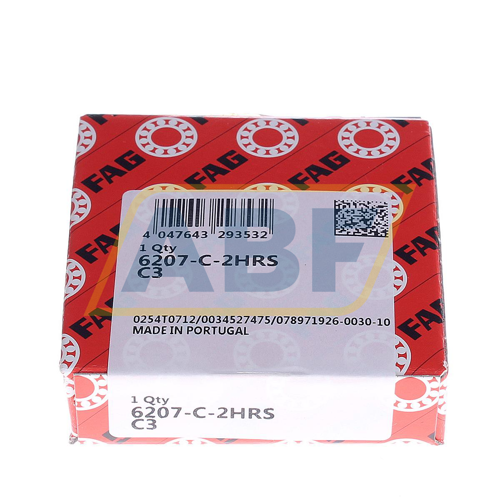 FAG
FAG
FAG
FAG
ABF
4 047643 293532
1 Qty
6207-C-2HRS
C3
0254T0712/0034527475/078971926-0030-10
MADE IN PORTUGAL
1 Qty
6207-C-2HRS
C3